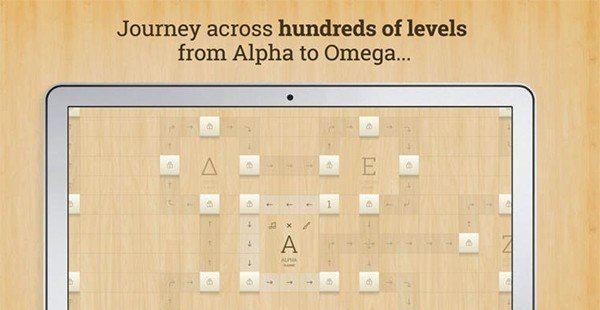 Journey across hundreds of levels
from Alpha to Omega...
Δ
E
1
A
Z
ALPHA